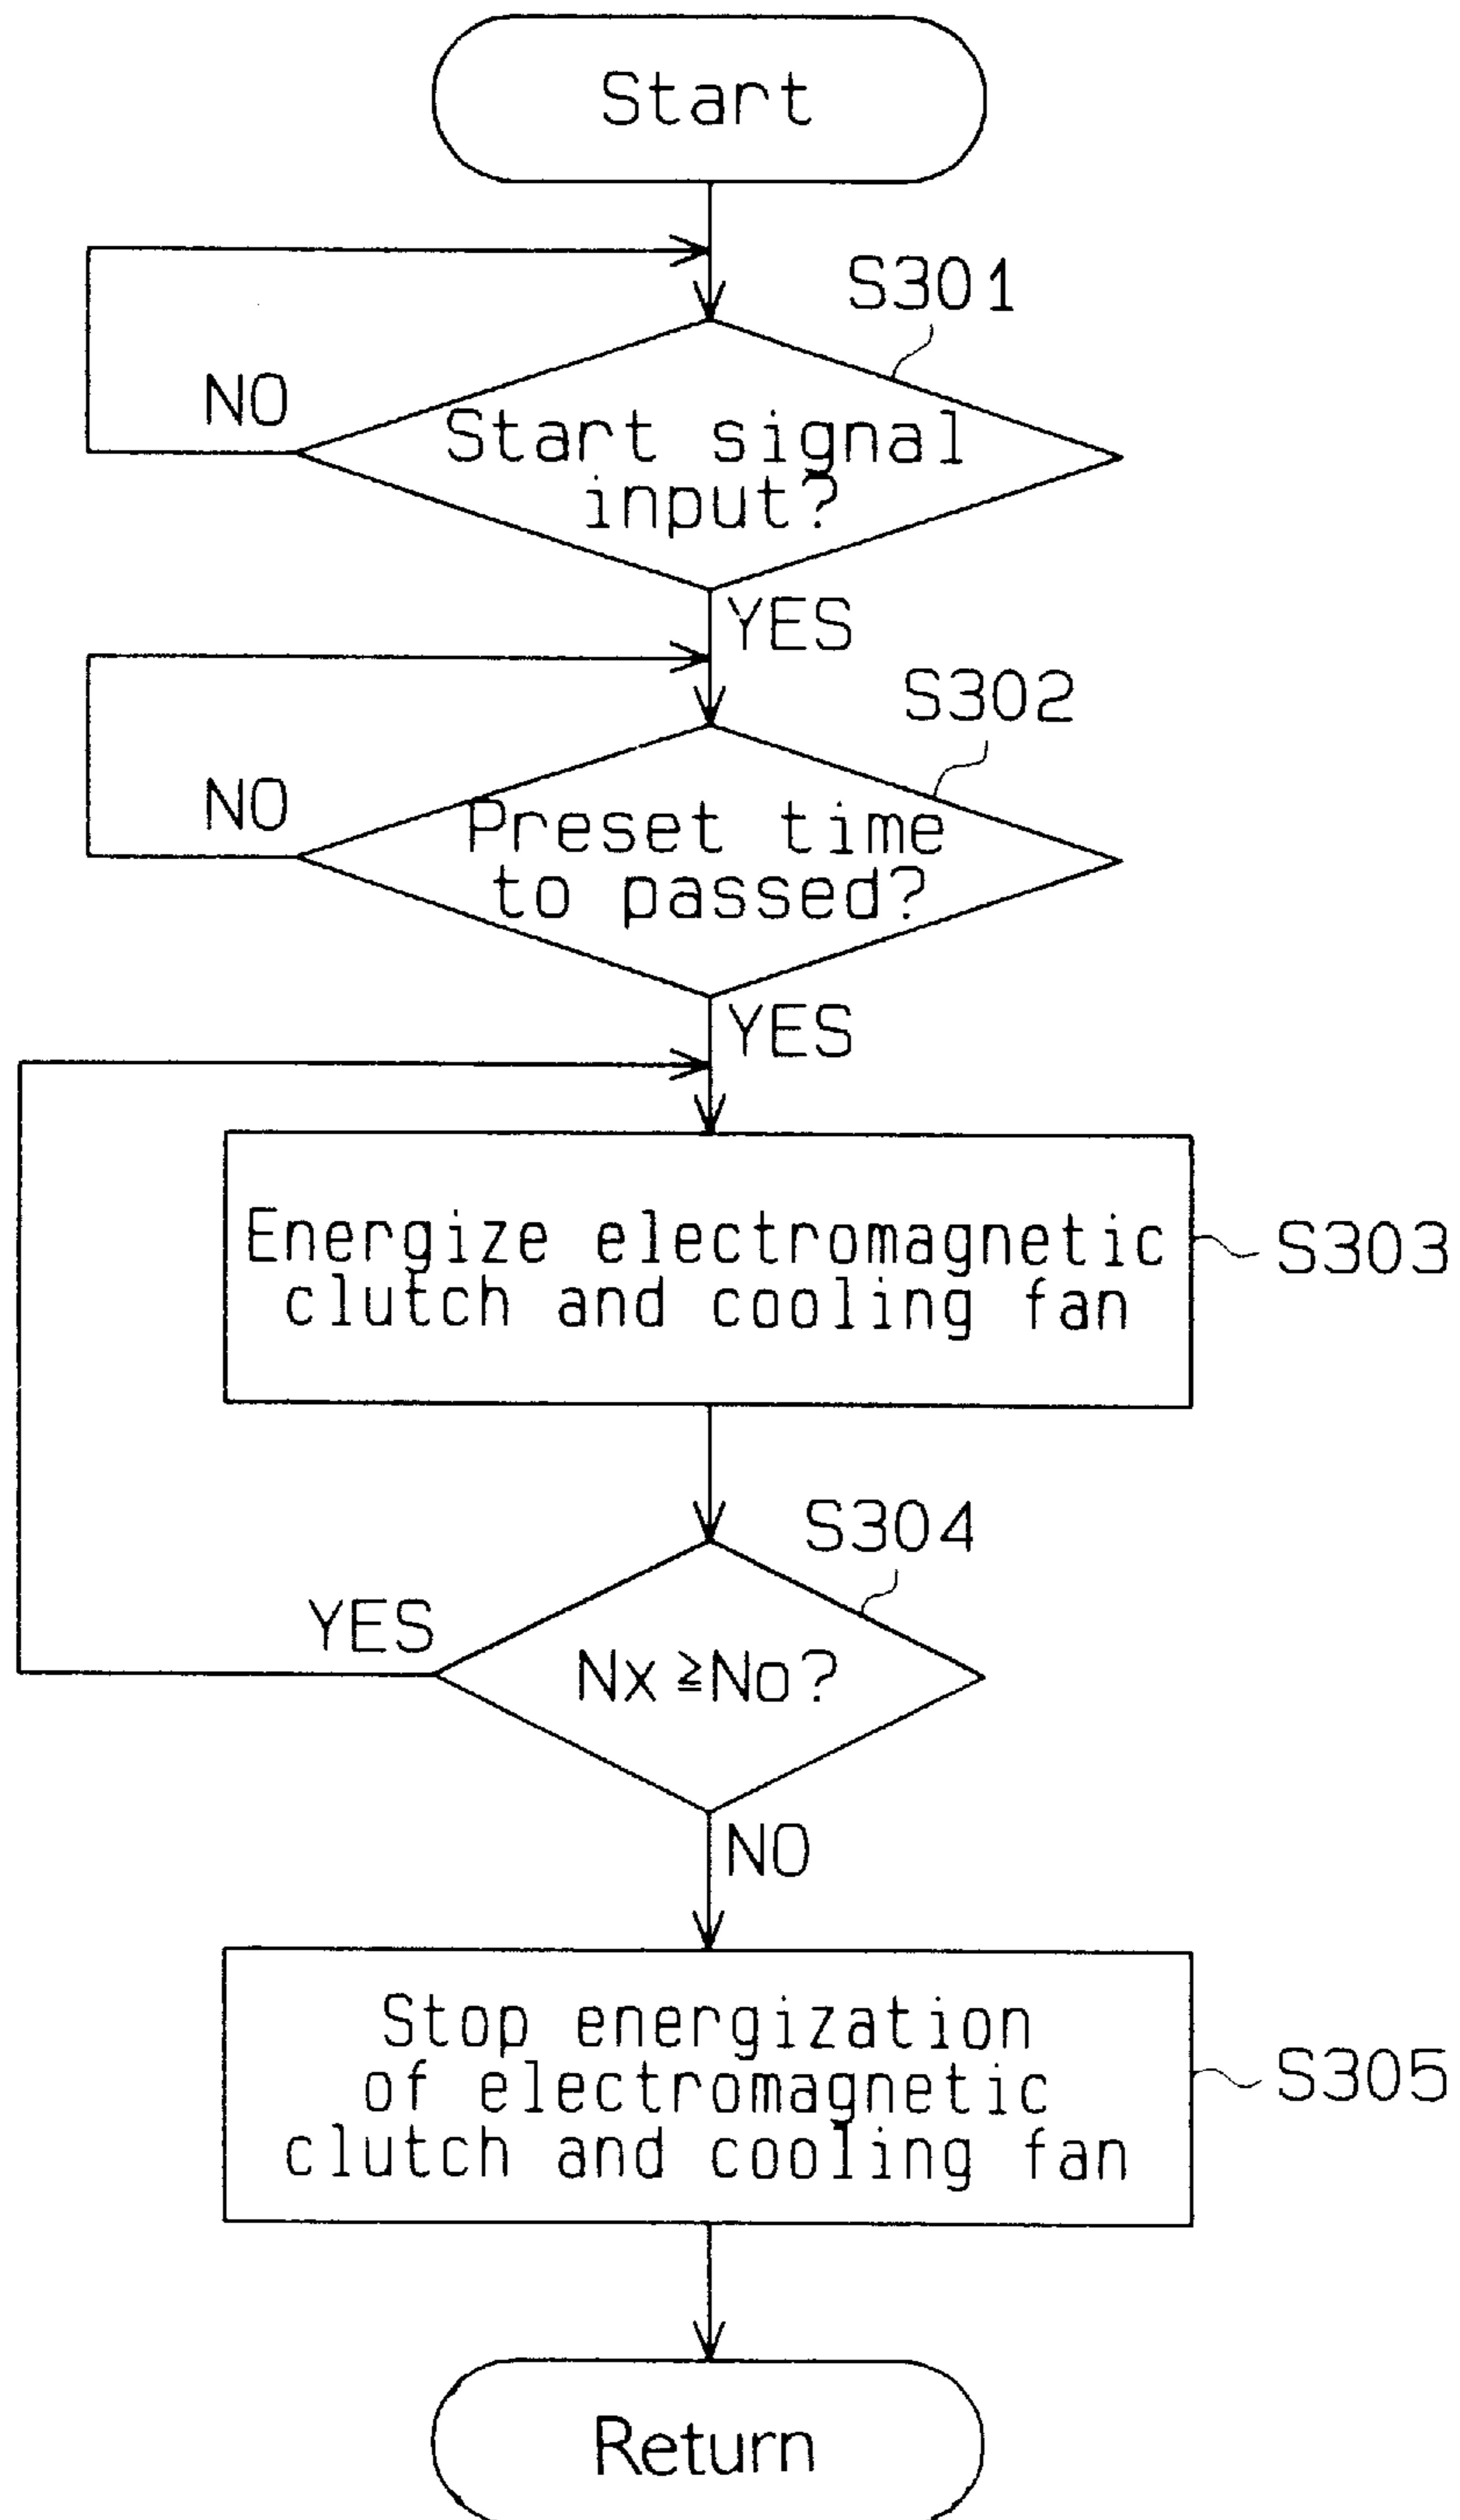 Start
S301
NO
Start signal
input?
YES
S302
NO
Preset time
to passed?
YES
Energize electromagnetic
clutch and cooling fan
S303
S304
YES
Nx≧No?
NO
Stop energization
of electromagnetic
clutch and cooling fan
S305
Return